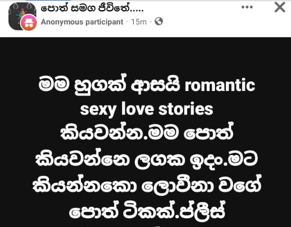 පොත් සමග ජීවිතේ.....
Anonymous participant · 15m ·
මම හුගක් ආසයි romantic
sexy love stories
කියවන්න.මම පොත්
කියවන්නෙ ලගක ඉදං.මට
කියන්නකො ලොවීනා වගේ
පොත් ටිකක්.ප්ලීස්